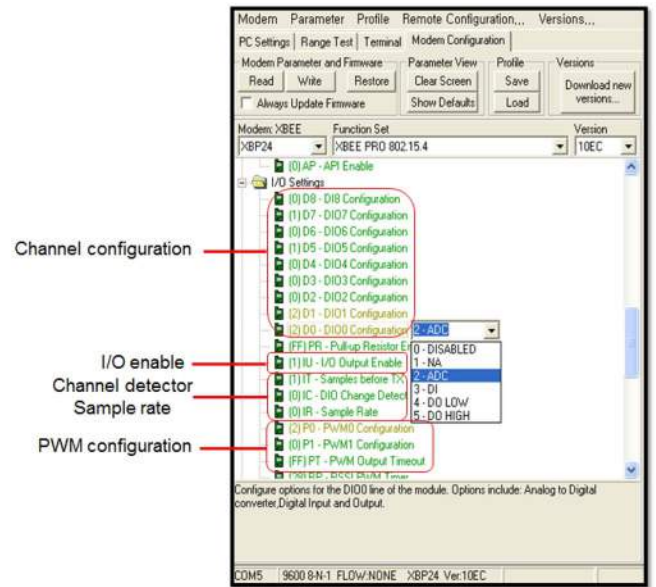 Modem Parameter Profile Remote Configuration... Versions...
PC Settings Range Test Terminal Modem Configuration
Modem Parameter and Firmware Parameter View Profile Versions
Read Write Restore Clear Screen Save Download new versions...
Always Update Firmware Show Defaults Load
Modem: XBEE Function Set Version
XBP24 XBEE PRO 802.15.4 10EC
(0) AP - API Enable
I/O Settings
(0) D8 - DI8 Configuration
(1) D7 - DIO7 Configuration
(0) D6 - DIO6 Configuration
Channel configuration
(1) D5 - DIO5 Configuration
(0) D4 - DIO4 Configuration
(0) D3 - DIO3 Configuration
(0) D2 - DIO2 Configuration
(2) D1 - DIO1 Configuration
(2) D0 - DIO0 Configuration 2 - ADC
(FF) PR - Pull-up Resistor
0 - DISABLED
1 - NA
2 - ADC
3 - DI
4 - DO LOW
5 - DO HIGH
I/O enable
(1) IU - I/O Output Enable
Channel detector
(1) IT - Samples before TX
(0) IC - DIO Change Detect
Sample rate
(0) IR - Sample Rate
(2) P0 - PWM0 Configuration
PWM configuration
(0) P1 - PWM1 Configuration
(FF) PT - PWM Output Timeout
RP - RSSI PWM Timer
Configure options for the DIO0 line of the module. Options include: Analog to Digital
converter,Digital Input and Output.
COM5 9600 8-N-1 FLOW:NONE XBP24 Ver:10EC